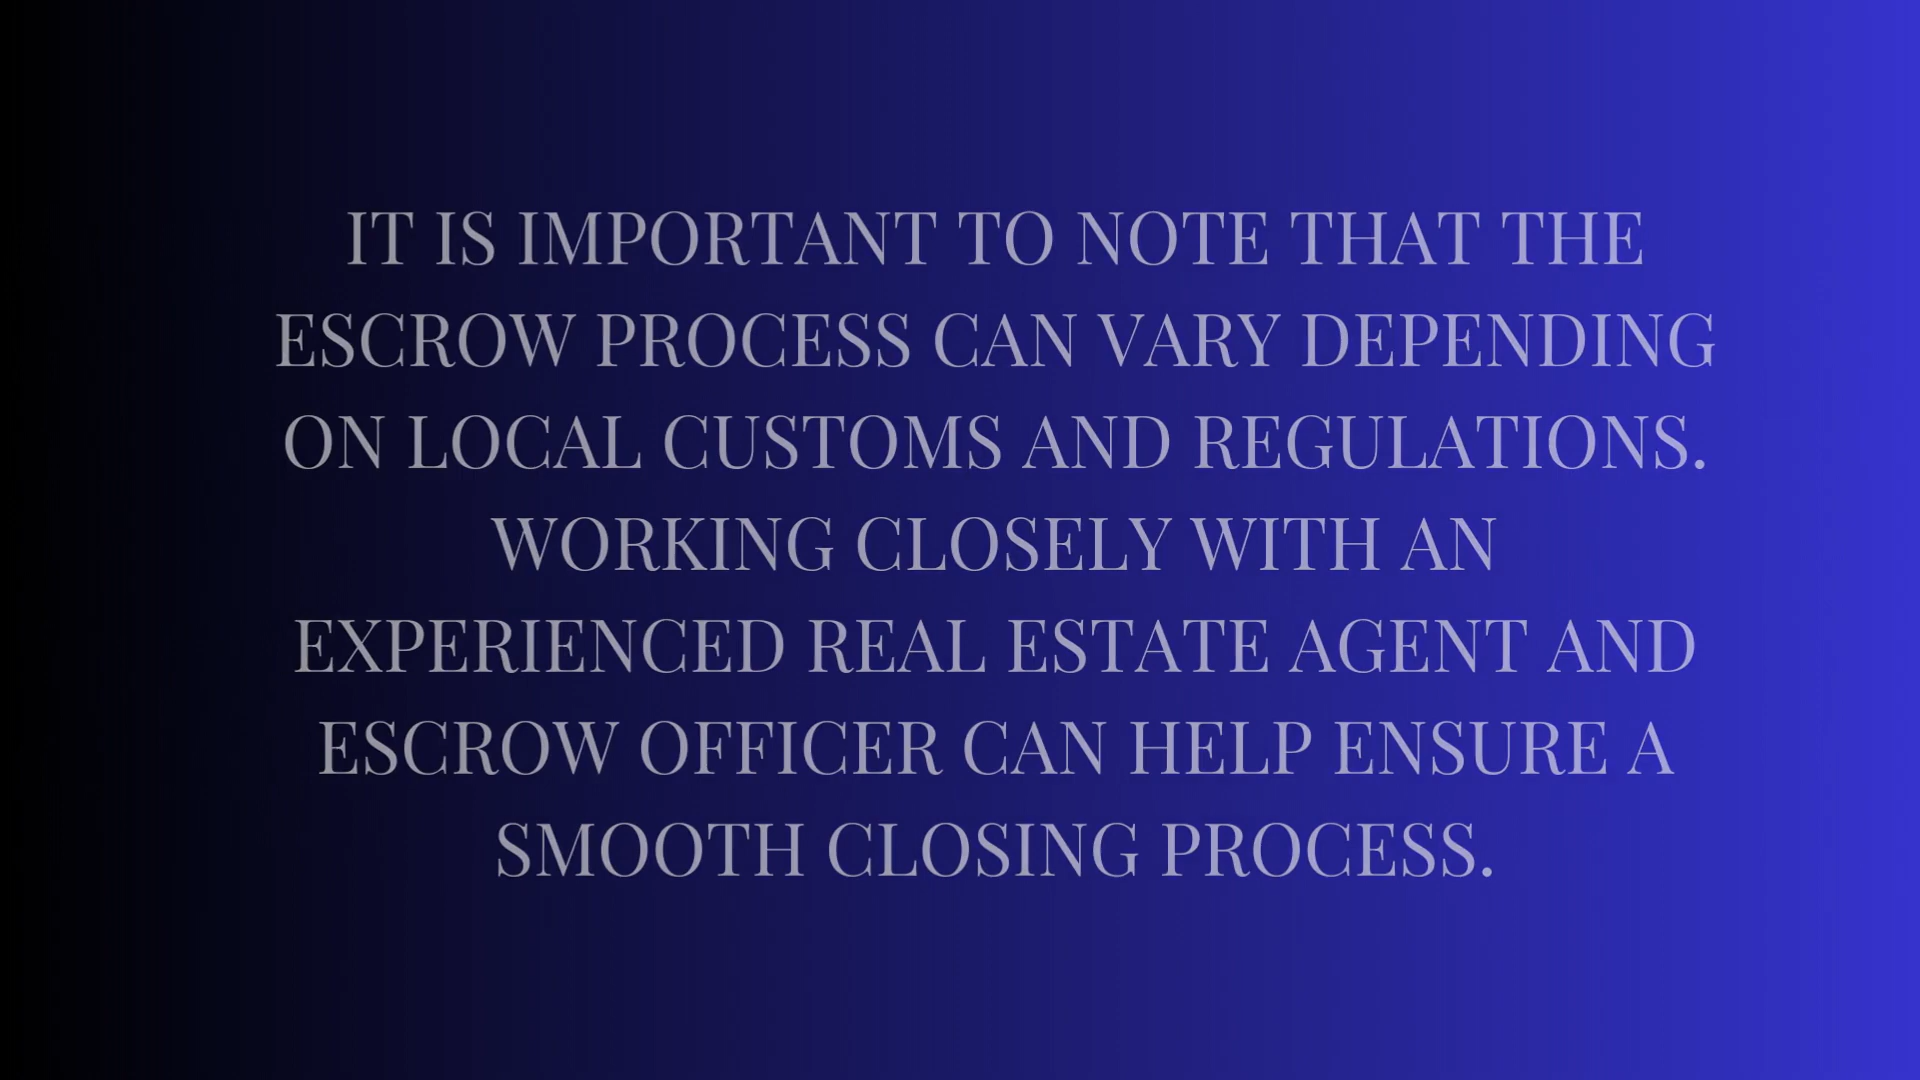 IT IS IMPORTANT TO NOTE THAT THE
ESCROW PROCESS CAN VARY DEPENDING
ON LOCAL CUSTOMS AND REGULATIONS.
WORKING CLOSELY WITH AN
EXPERIENCED REAL ESTATE AGENT AND
ESCROW OFFICER CAN HELP ENSURE A
SMOOTH CLOSING PROCESS.